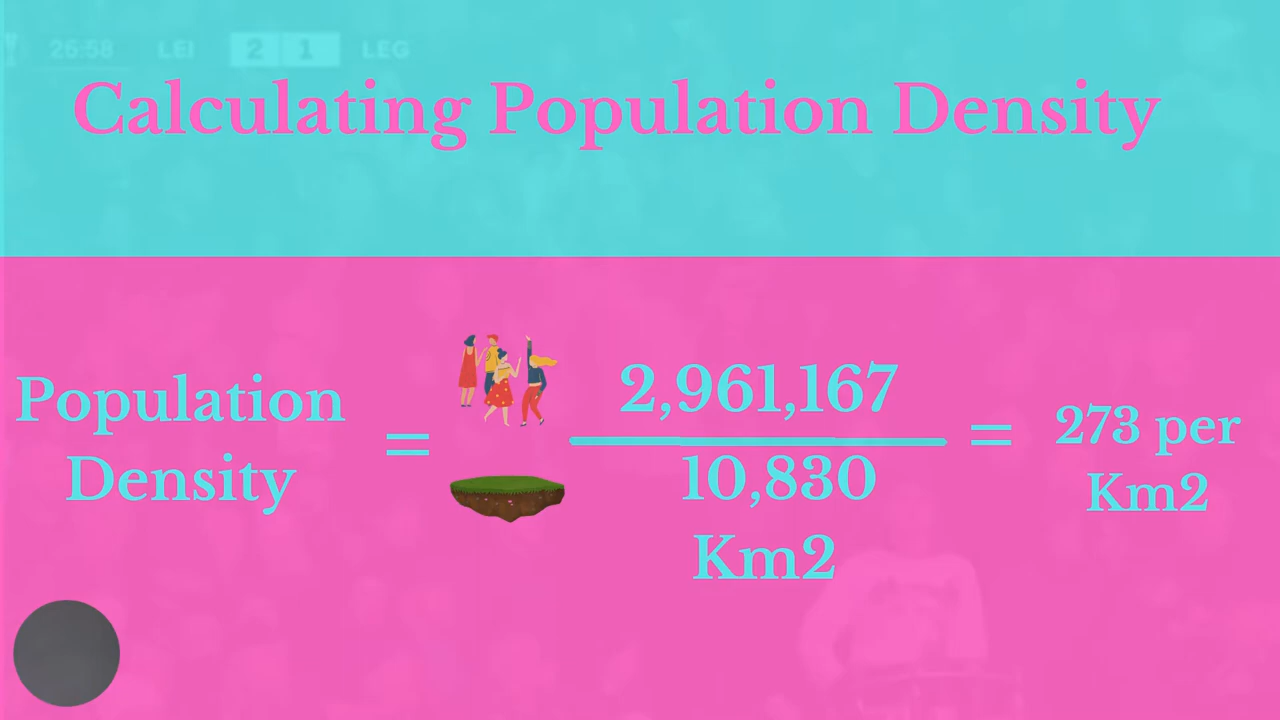 26:58 LEI 2 1 LEG
Calculating Population Density
Population
Density
=
2,961,167
10,830
Km2
=
273 per
Km2